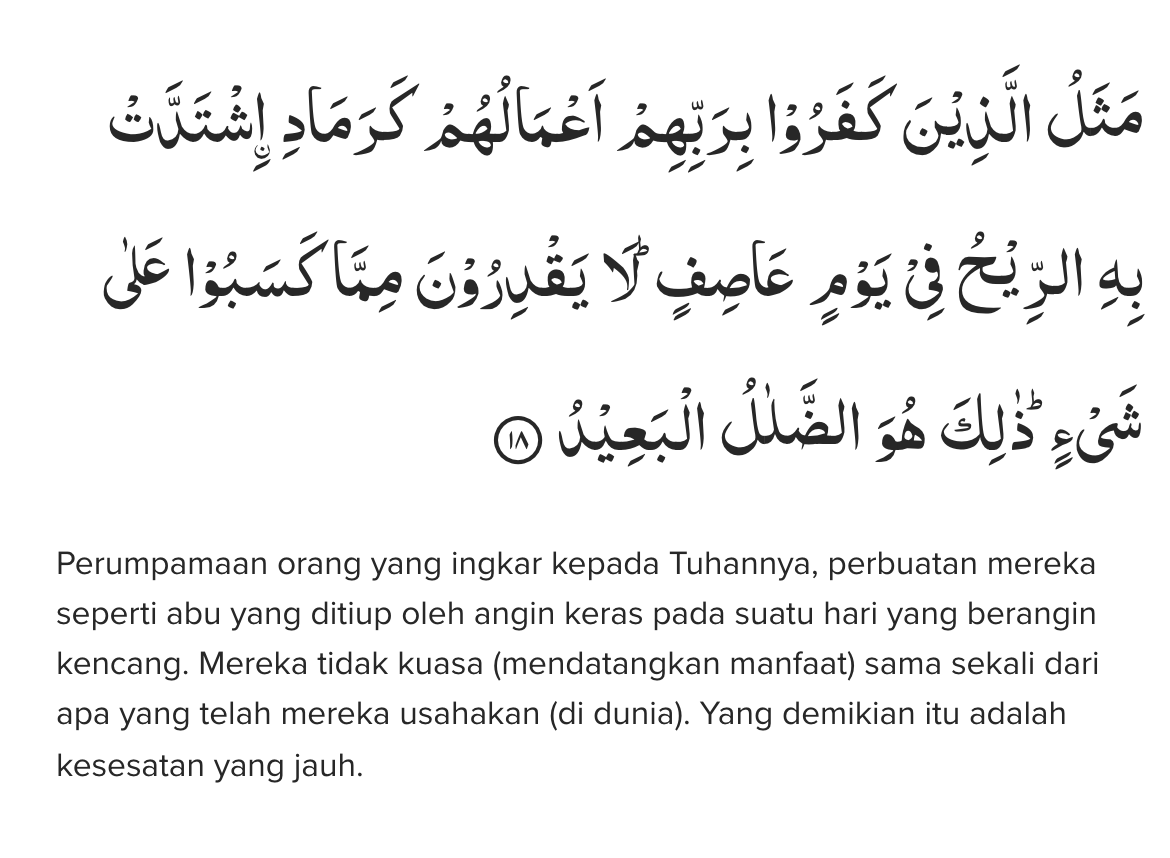 مَثَلُ الَّذِيْنَ كَفَرُوْا بِرَبِّهِمْ اَعْمَالُهُمْ كَرَمَادِ ۨاِشْتَدَّتْ
بِهِ الرِّيْحُ فِيْ يَوْمٍ عَاصِفٍۗ لَا يَقْدِرُوْنَ مِمَّا كَسَبُوْا عَلٰى
شَيْءٍ ۗذٰلِكَ هُوَ الضَّلٰلُ الْبَعِيْدُ ١٨
Perumpamaan orang yang ingkar kepada Tuhannya, perbuatan mereka
seperti abu yang ditiup oleh angin keras pada suatu hari yang berangin
kencang. Mereka tidak kuasa (mendatangkan manfaat) sama sekali dari
apa yang telah mereka usahakan (di dunia). Yang demikian itu adalah
kesesatan yang jauh.